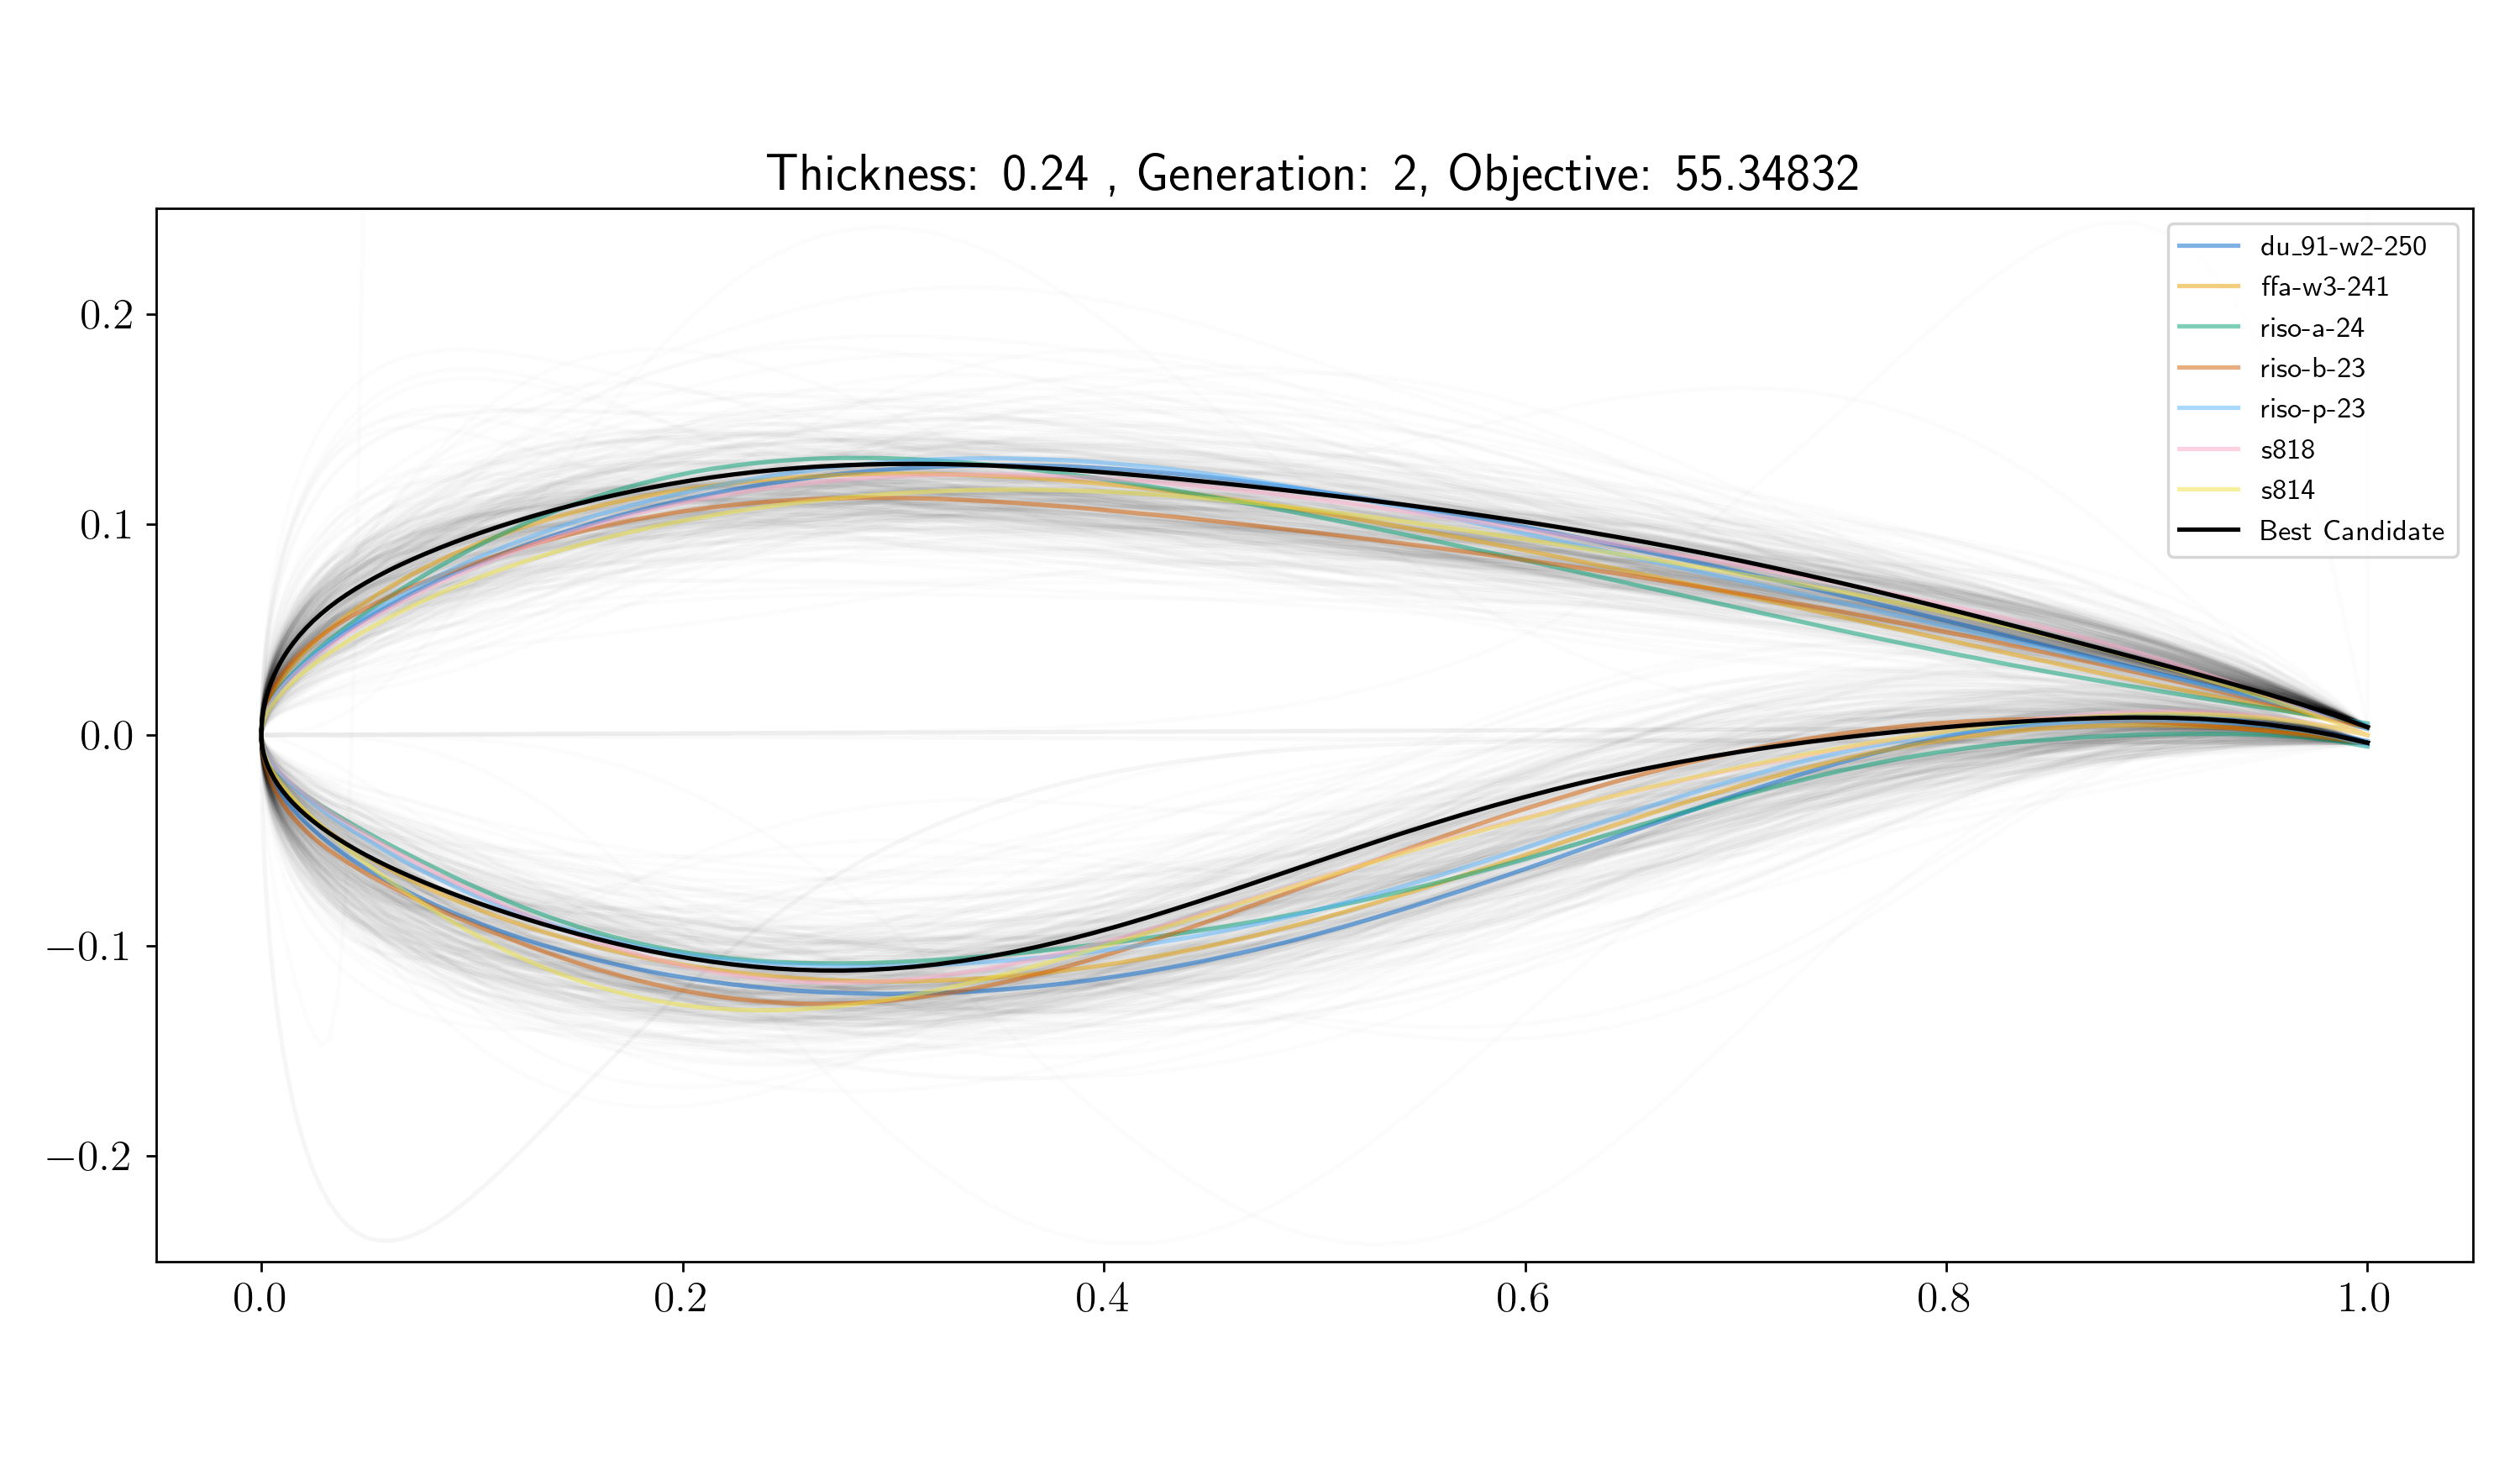 Thickness: 0.24 , Generation: 2, Objective: 55.34832
du_91-w2-250
ffa-w3-241
riso-a-24
riso-b-23
riso-p-23
s818
s814
Best Candidate
0.2
0.1
0.0
−0.1
−0.2
0.0 0.2 0.4 0.6 0.8 1.0